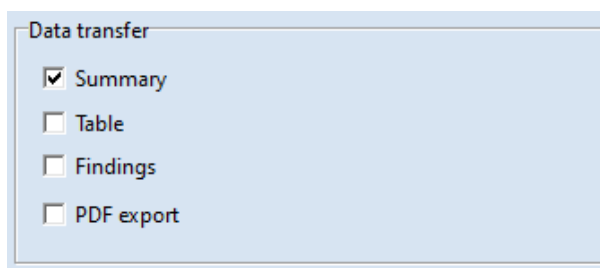 Data transfer
Summary
Table
Findings
PDF export